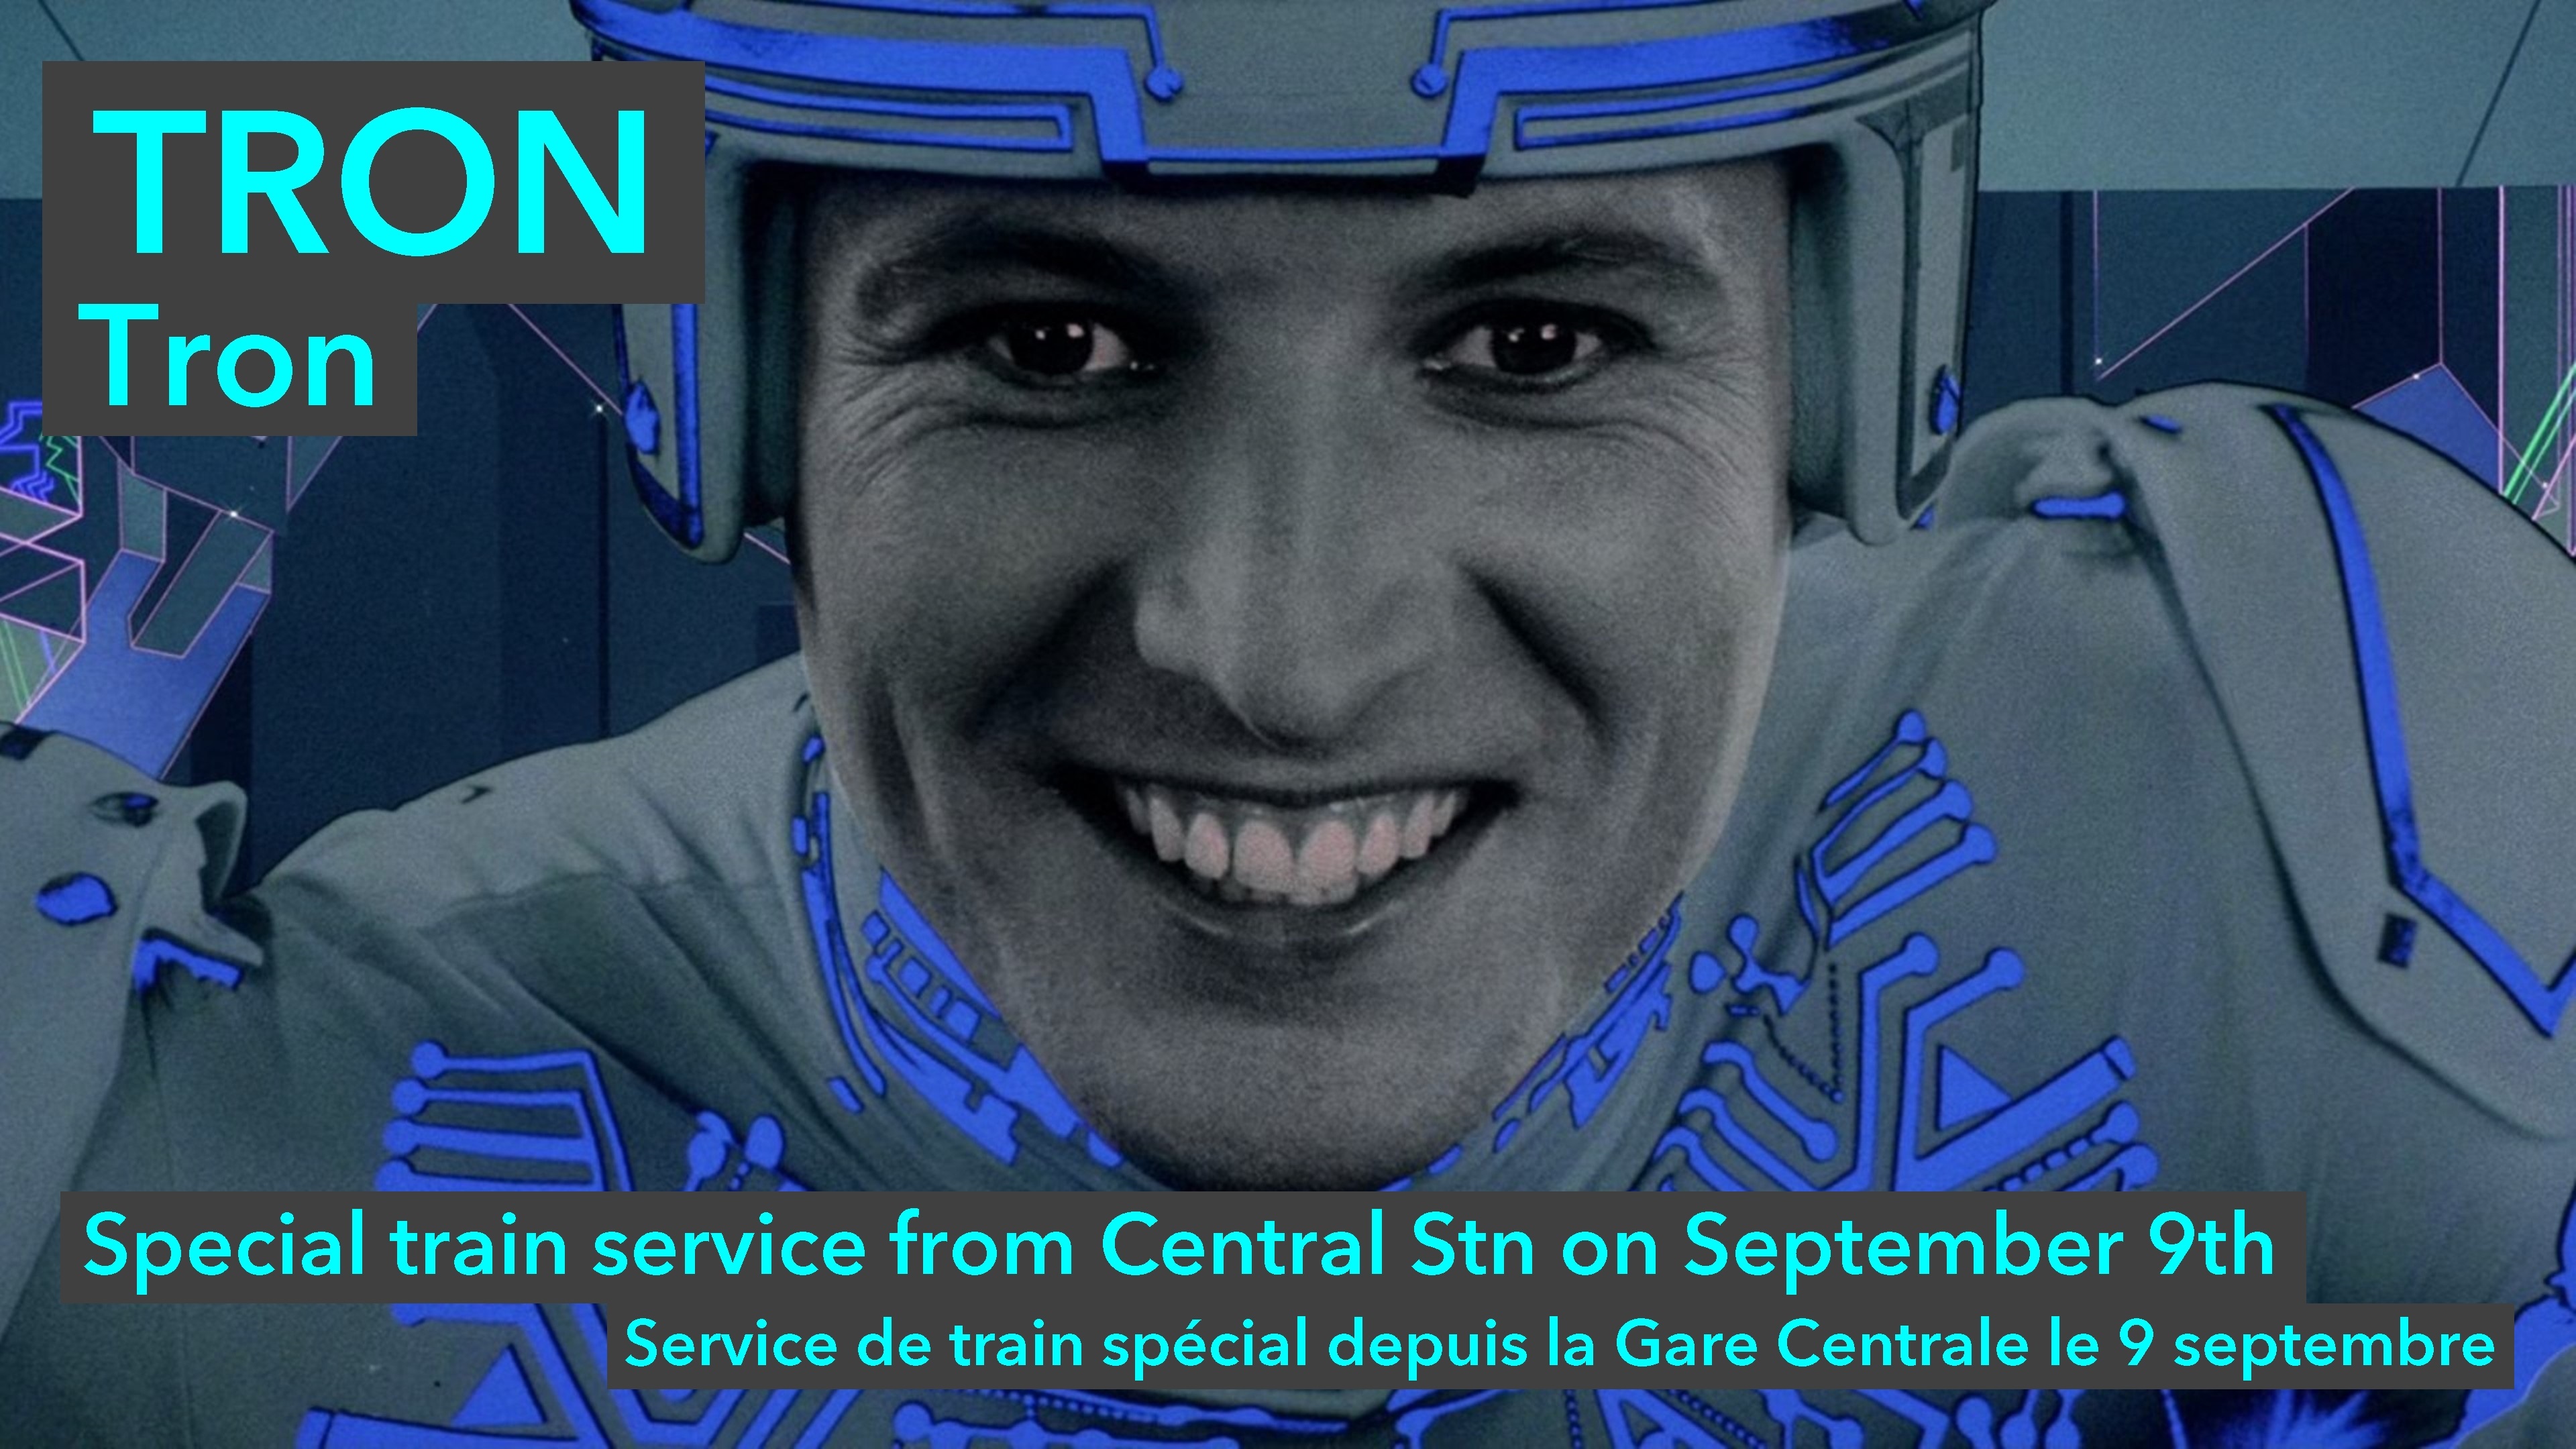 TRON
Tron
Special train service from Central Stn on September 9th
Service de train spécial depuis la Gare Centrale le 9 septembre